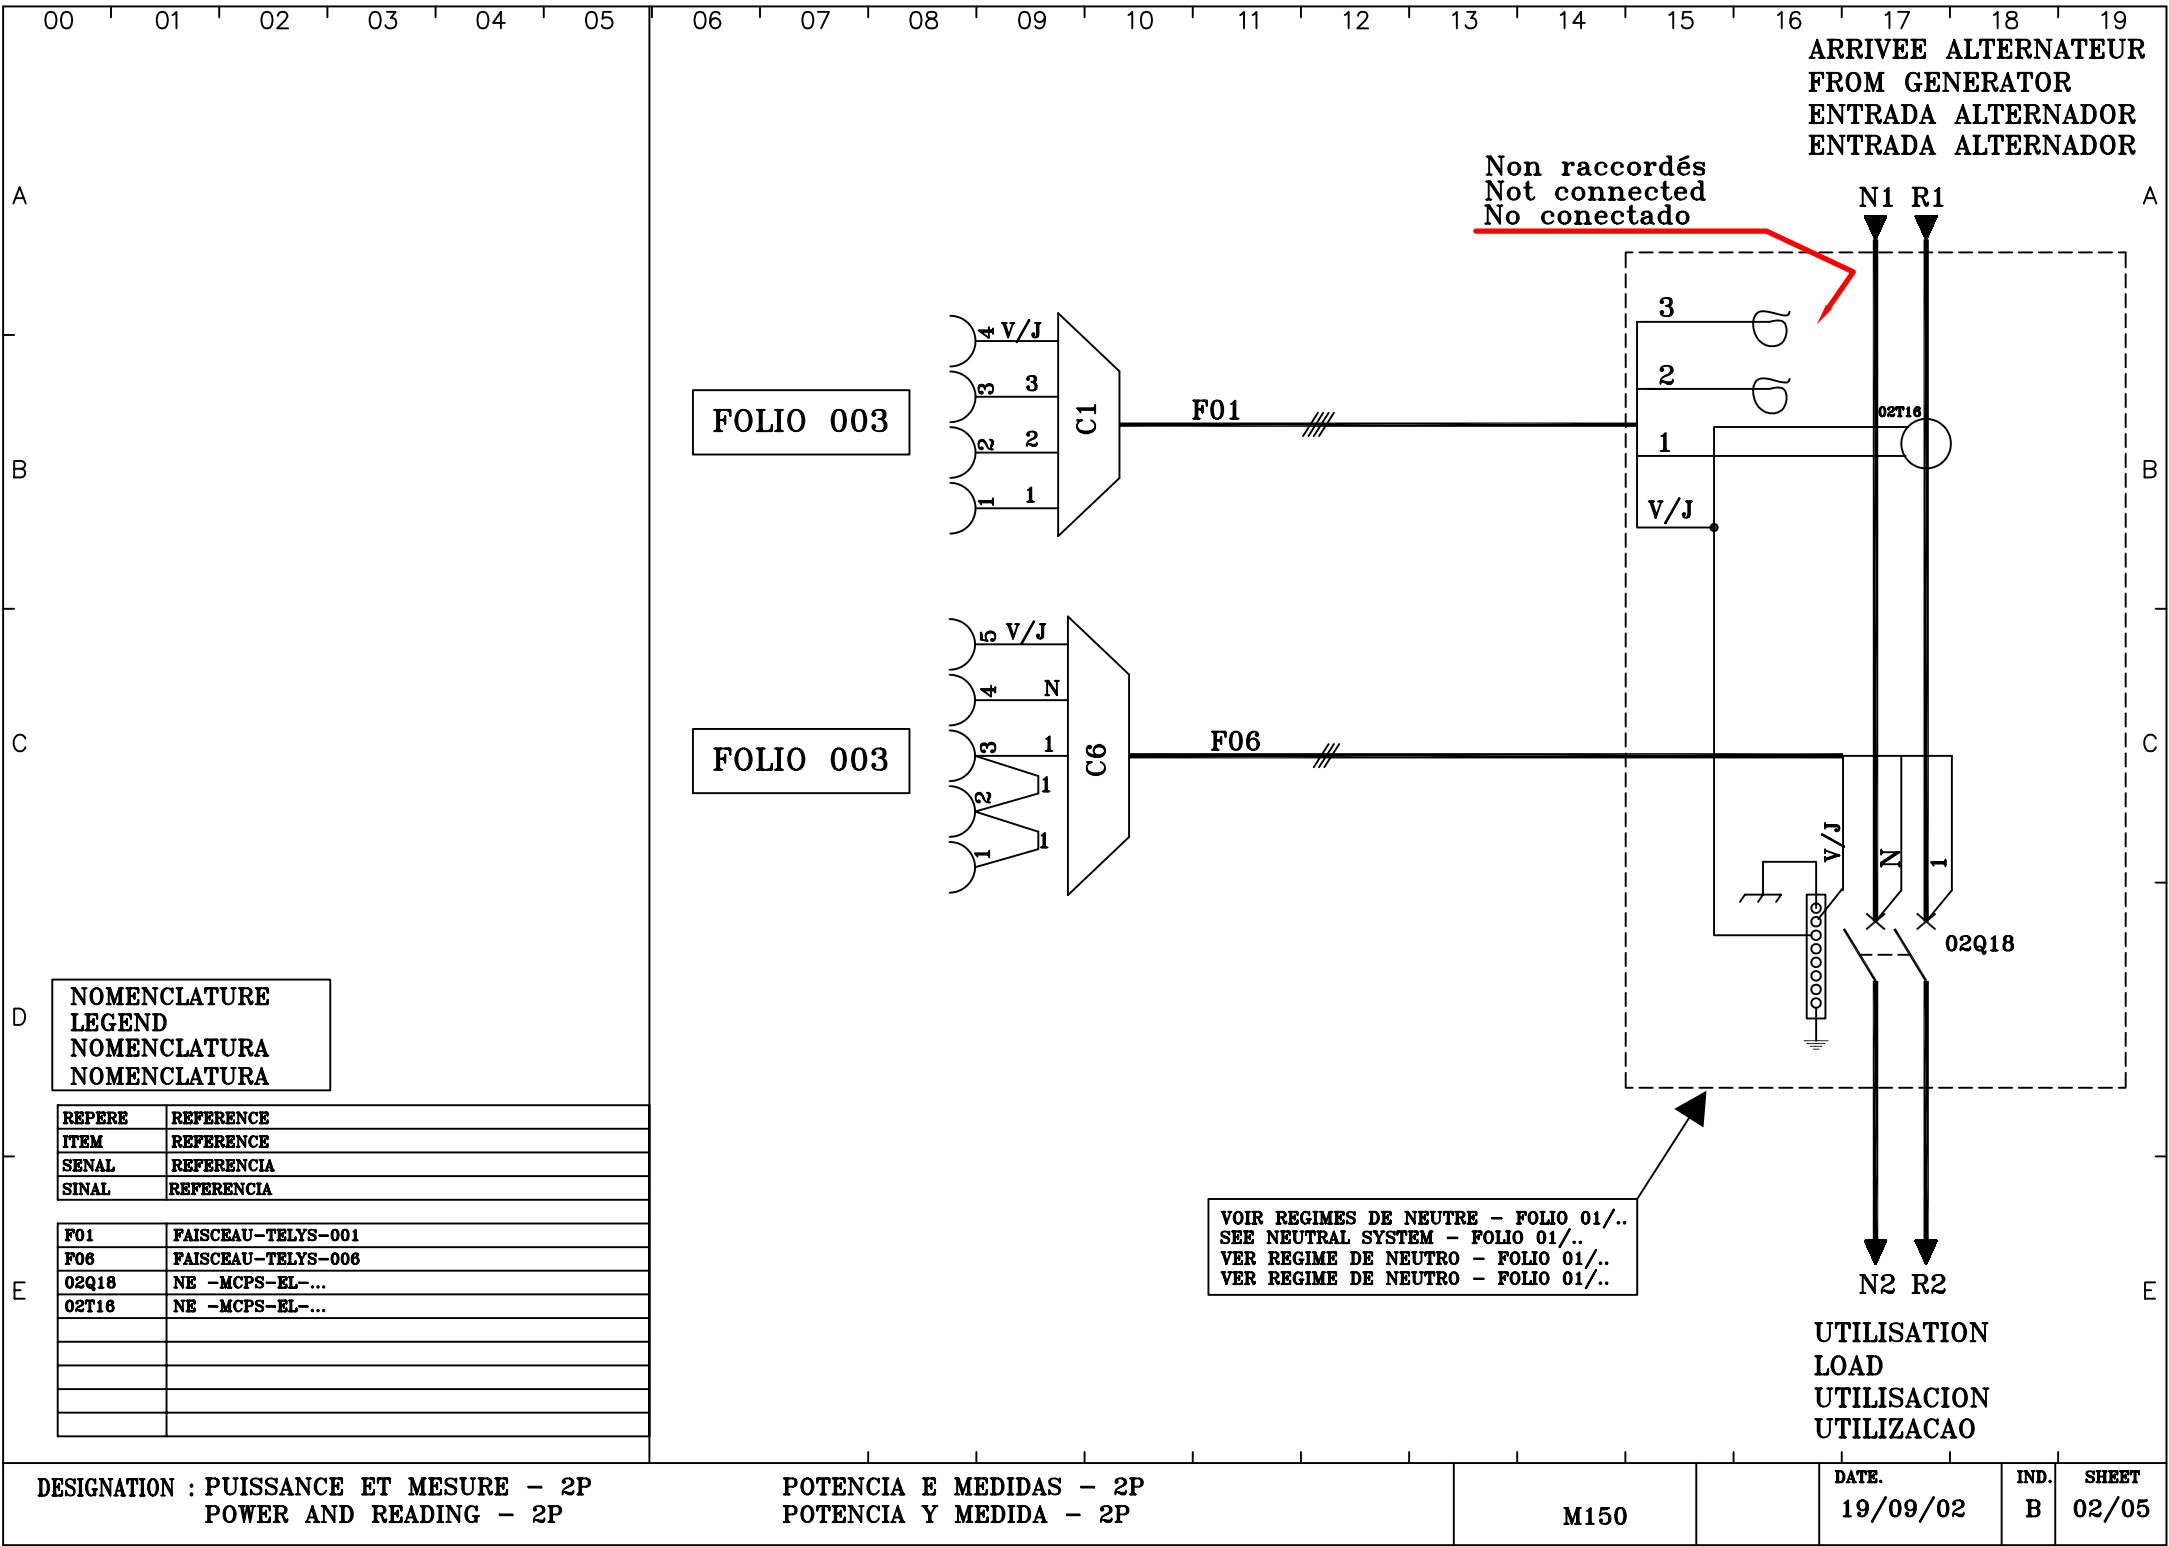 00 01 02 03 04 05 06 07 08 09 10 11 12 13 14 15 16 17 18 19
ARRIVEE ALTERNATEUR
FROM GENERATOR
ENTRADA ALTERNADOR
ENTRADA ALTERNADOR
Non raccordés
Not connected
No conectado
A
N1 R1
A
3
4 V/J
3 3
2
02T16
FOLIO 003
C1
F01
2 2
1
B
B
1 1
V/J
5 V/J
4 N
3 1
C
FOLIO 003
C6
F06
C
2 1
1 1
V/J
N
1
02Q18
NOMENCLATURE
LEGEND
NOMENCLATURA
NOMENCLATURA
D
REPERE REFERENCE
ITEM REFERENCE
SENAL REFERENCIA
SINAL REFERENCIA
F01 FAISCEAU-TELYS-001
F06 FAISCEAU-TELYS-006
02Q18 NE -MCPS-EL-...
02T16 NE -MCPS-EL-...
E
VOIR REGIMES DE NEUTRE - FOLIO 01/..
SEE NEUTRAL SYSTEM - FOLIO 01/..
VER REGIME DE NEUTRO - FOLIO 01/..
VER REGIME DE NEUTRO - FOLIO 01/..
N2 R2
E
UTILISATION
LOAD
UTILISACION
UTILIZACAO
DESIGNATION : PUISSANCE ET MESURE - 2P
POWER AND READING - 2P
POTENCIA E MEDIDAS - 2P
POTENCIA Y MEDIDA - 2P
M150
DATE.
19/09/02
IND.
B
SHEET
02/05